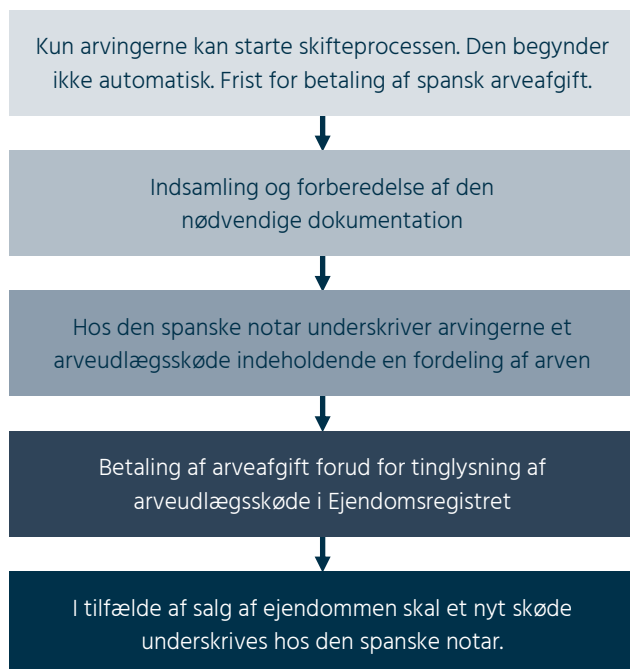 Kun arvingerne kan starte skifteprocessen. Den begynder
ikke automatisk. Frist for betaling af spansk arveafgift.
Indsamling og forberedelse af den
nødvendige dokumentation
Hos den spanske notar underskriver arvingerne et
arveudlægsskøde indeholdende en fordeling af arven
Betaling af arveafgift forud for tinglysning af
arveudlægsskøde i Ejendomsregistret
I tilfælde af salg af ejendommen skal et nyt skøde
underskrives hos den spanske notar.